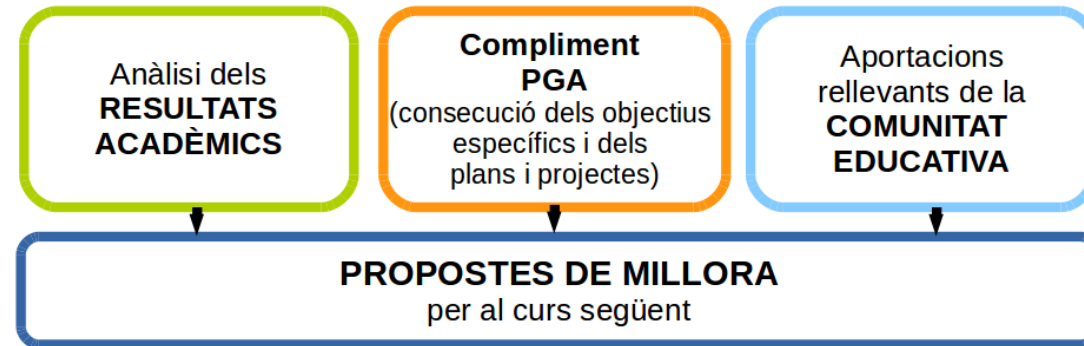 Anàlisi dels
RESULTATS
ACADÈMICS
Compliment
PGA
(consecució dels objectius
específics i dels
plans i projectes)
Aportacions
rellevants de la
COMUNITAT
EDUCATIVA
PROPOSTES DE MILLORA
per al curs següent